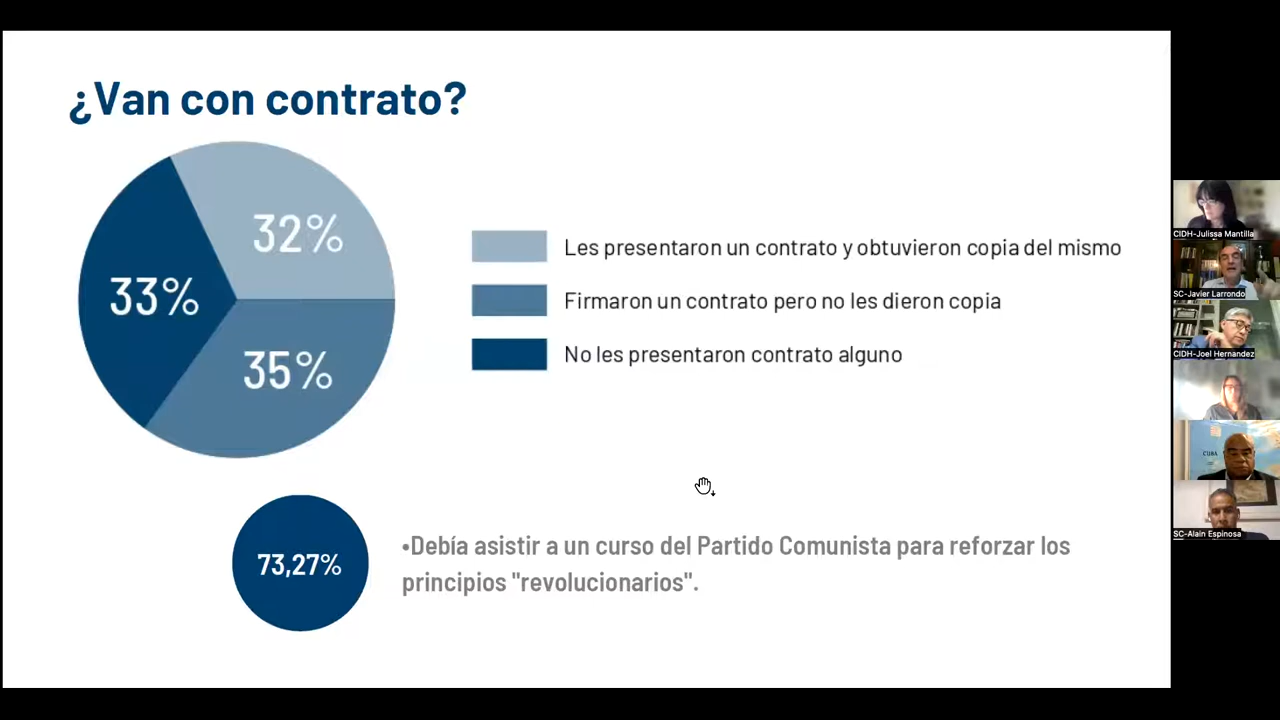 ¿Van con contrato?
32%
33%
35%
Les presentaron un contrato y obtuvieron copia del mismo
Firmaron un contrato pero no les dieron copia
No les presentaron contrato alguno
73,27%
•Debía asistir a un curso del Partido Comunista para reforzar los
principios "revolucionarios".
CIDH-Julissa Mantilla
SC-Javier Larrondo
CIDH-Joel Hernandez
CUBA
SC-Alain Espinosa